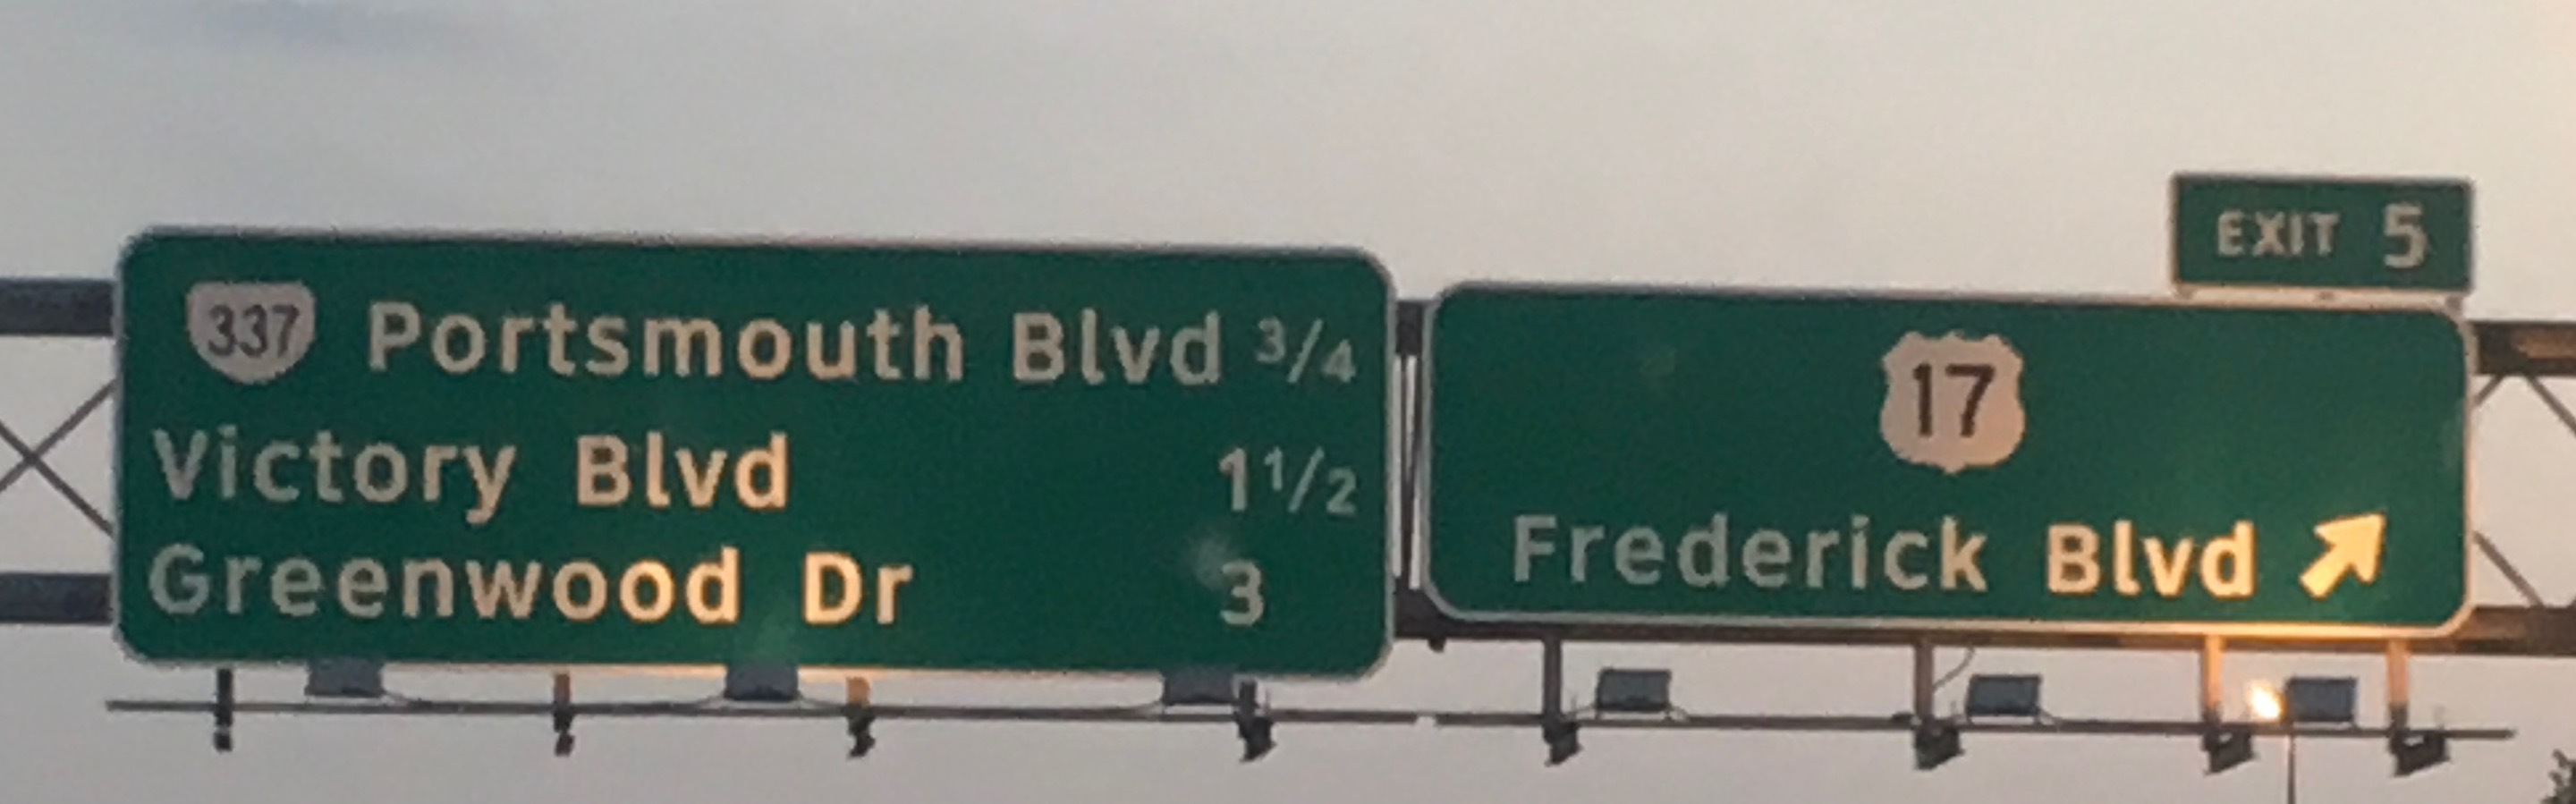 337 Portsmouth Blvd 3/4
Victory Blvd 1 1/2
Greenwood Dr 3
EXIT 5
17
Frederick Blvd